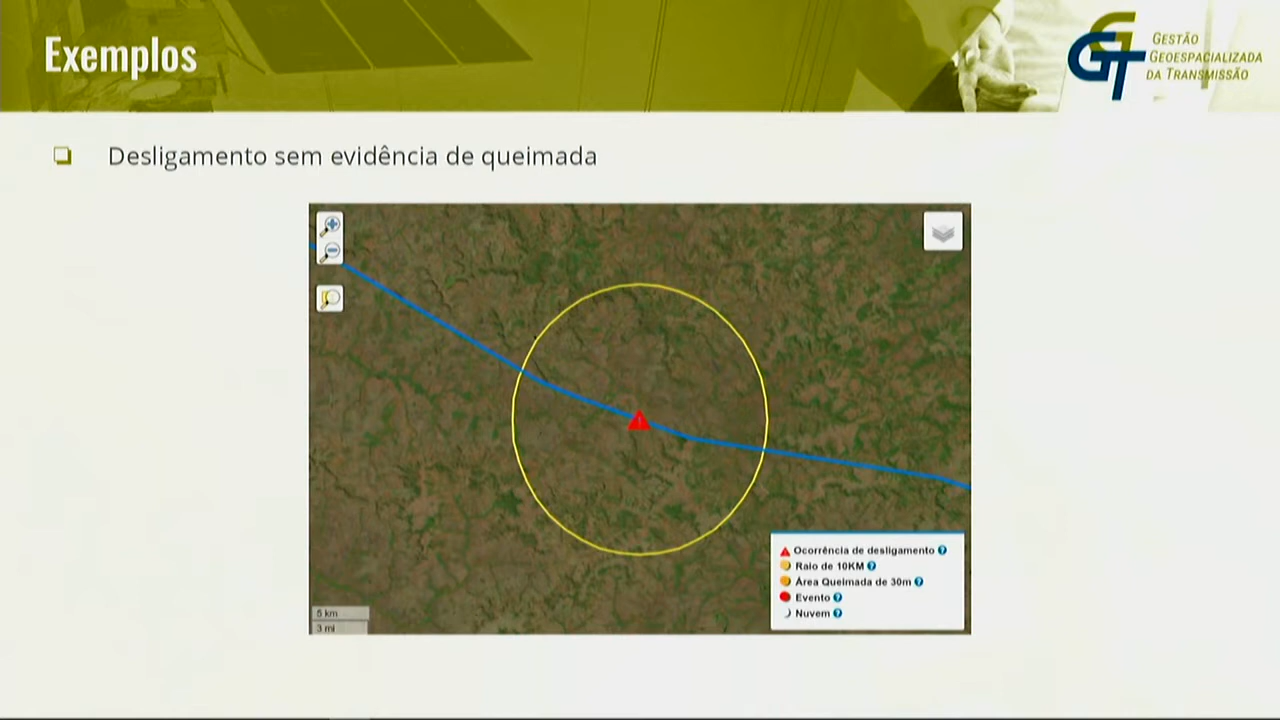 Exemplos
GESTÃO
GEOESPACIALIZADA
DA TRANSMISSÃO
Desligamento sem evidência de queimada
Ocorrência de desligamento ?
Raio de 10KM ?
Área Queimada de 30m ?
Evento ?
Nuvem ?
5 km
3 mi